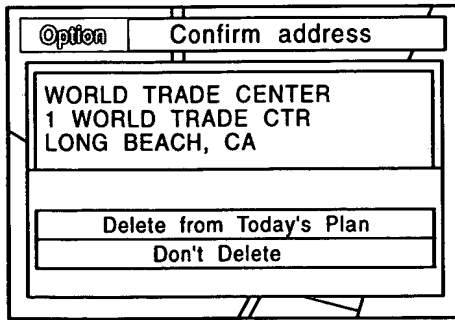 Option Confirm address
WORLD TRADE CENTER
1 WORLD TRADE CTR
LONG BEACH, CA
Delete from Today's Plan
Don't Delete